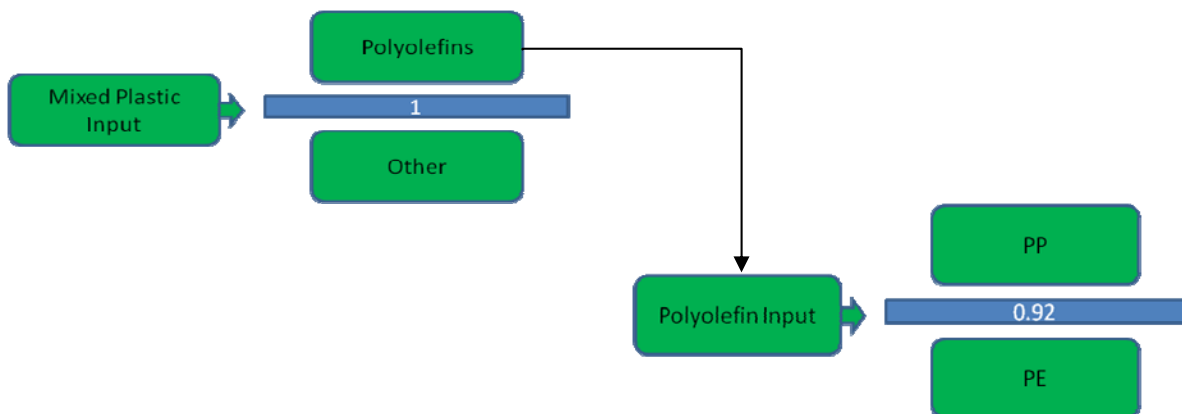 Polyolefins
Mixed Plastic
Input
1
Other
PP
Polyolefin Input
0.92
PE